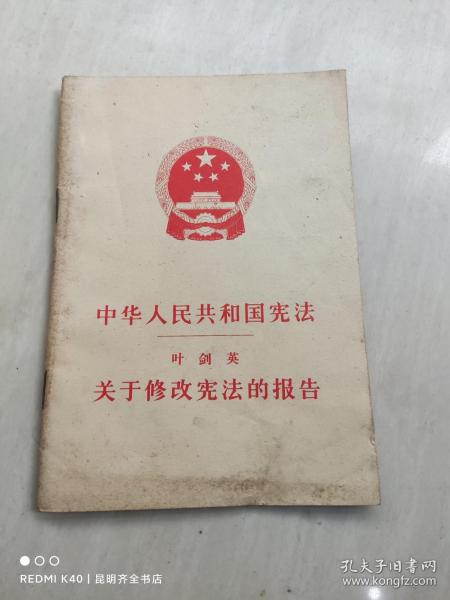 中华人民共和国宪法
叶剑英
关于修改宪法的报告
REDMI K40 | 昆明齐全书店
孔夫子旧书网
www.kongfz.com